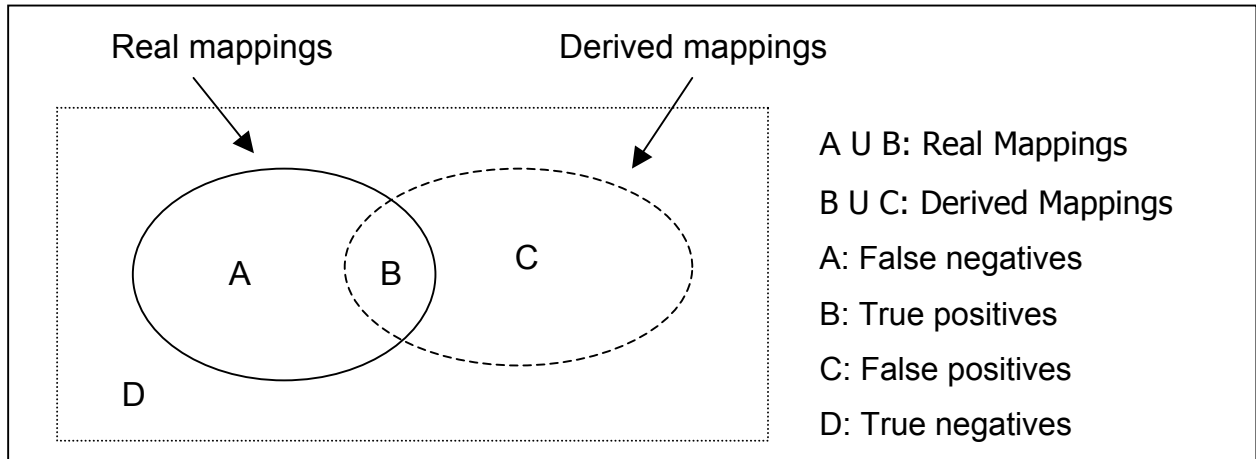 Real mappings
Derived mappings
A
B
C
D
A U B: Real Mappings
B U C: Derived Mappings
A: False negatives
B: True positives
C: False positives
D: True negatives